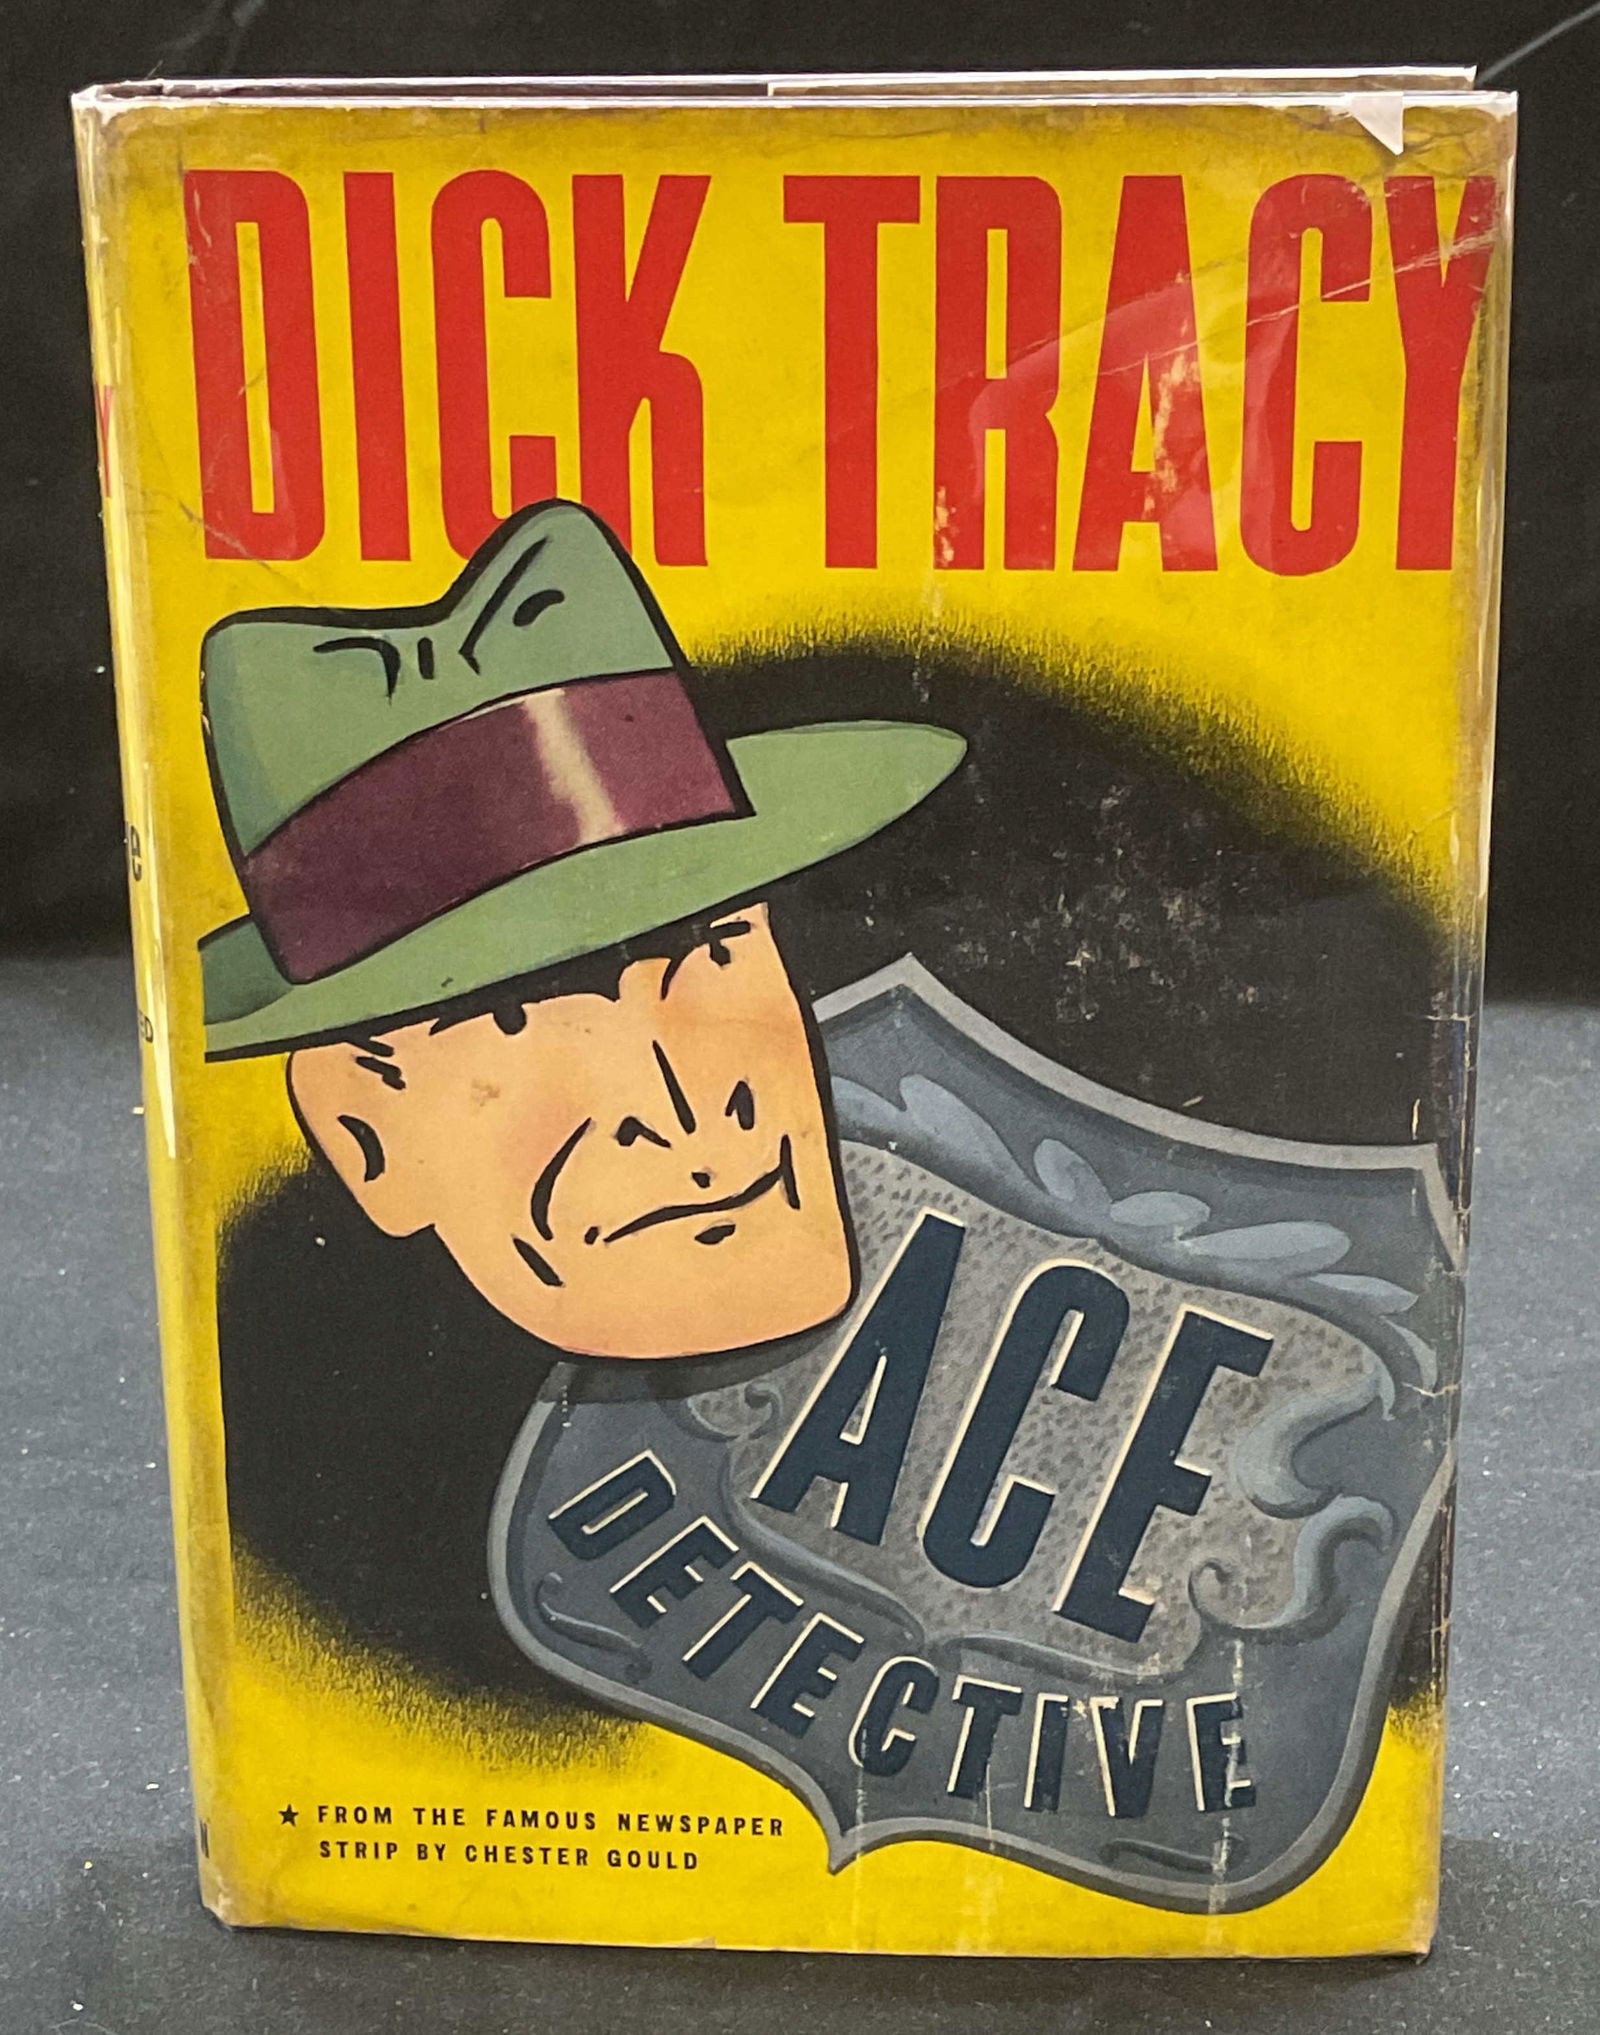 DICK TRACY
ACE
DETECTIVE
★ FROM THE FAMOUS NEWSPAPER
STRIP BY CHESTER GOULD